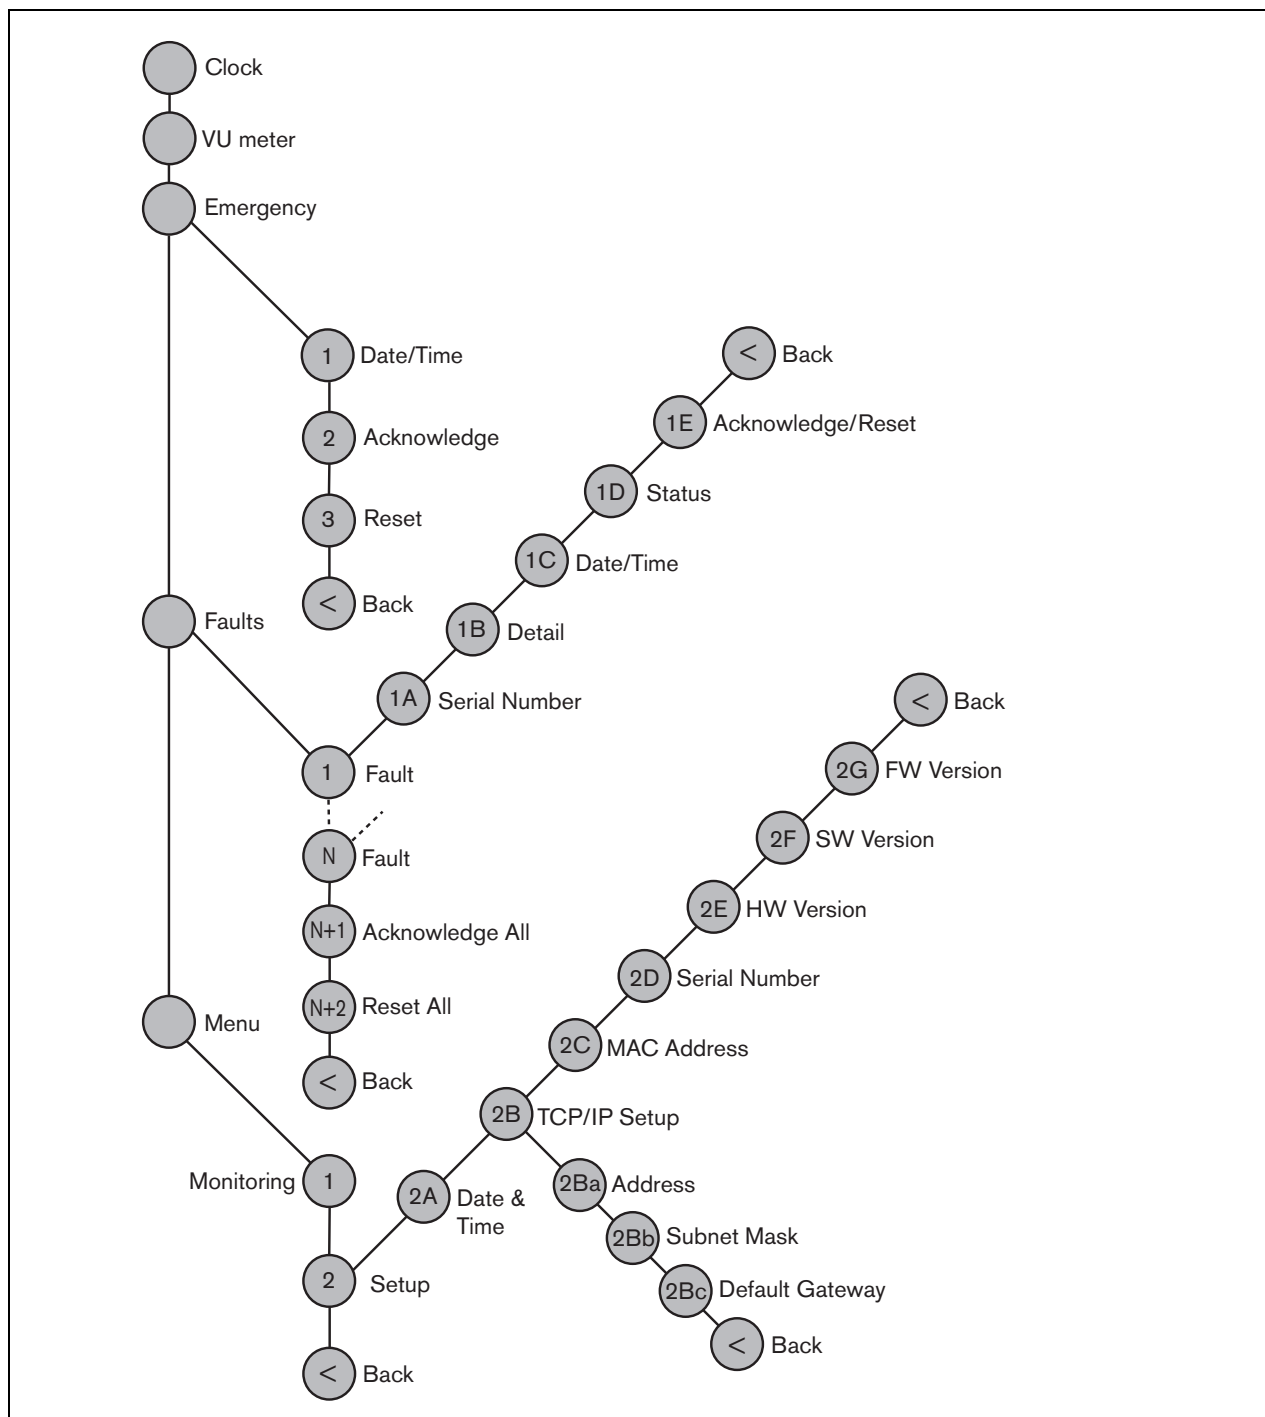 Clock
VU meter
Emergency
1 Date/Time
2 Acknowledge
3 Reset
< Back
Faults
1 Fault
1A Serial Number
1B Detail
1C Date/Time
1D Status
1E Acknowledge/Reset
< Back
N Fault
N+1 Acknowledge All
N+2 Reset All
< Back
Menu
Monitoring 1
2 Setup
2A Date &
Time
2B TCP/IP Setup
2Ba Address
2Bb Subnet Mask
2Bc Default Gateway
< Back
2C MAC Address
2D Serial Number
2E HW Version
2F SW Version
2G FW Version
< Back
< Back